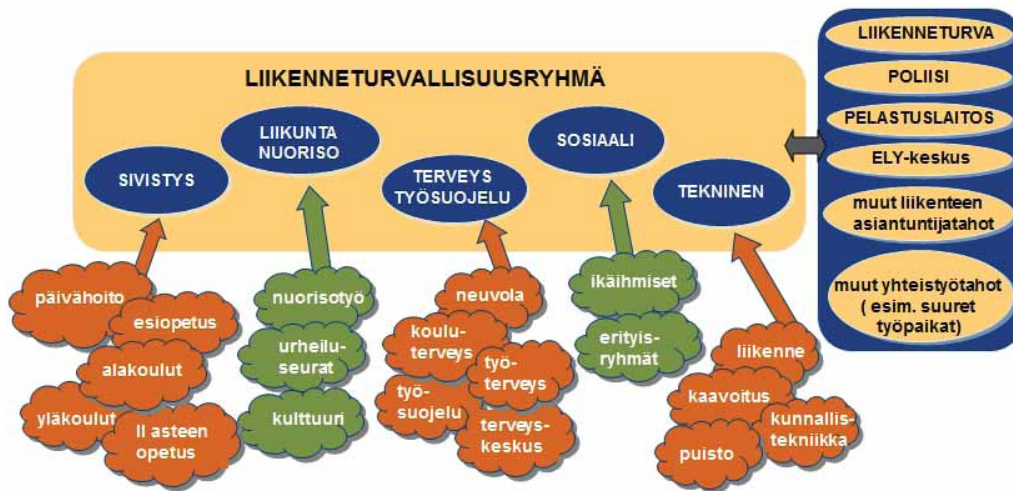 LIIKENNETURVALLISUUSRYHMÄ
SIVISTYS
LIIKUNTA
NUORISO
TERVEYS
TYÖSUOJELU
SOSIAALI
TEKNINEN
LIIKENNETURVA
POLIISI
PELASTUSLAITOS
ELY-keskus
muut liikenteen
asiantuntijatahot
muut yhteistyötahot
( esim. suuret
työpaikat)
päivähoito
esiopetus
alakoulut
yläkoulut
II asteen
opetus
nuorisotyö
urheilu-
seurat
kulttuuri
neuvola
koulu-
terveys
työ-
terveys
työ-
suojelu
terveys-
keskus
ikäihmiset
erityis-
ryhmät
liikenne
kaavoitus
kunnallis-
tekniikka
puisto